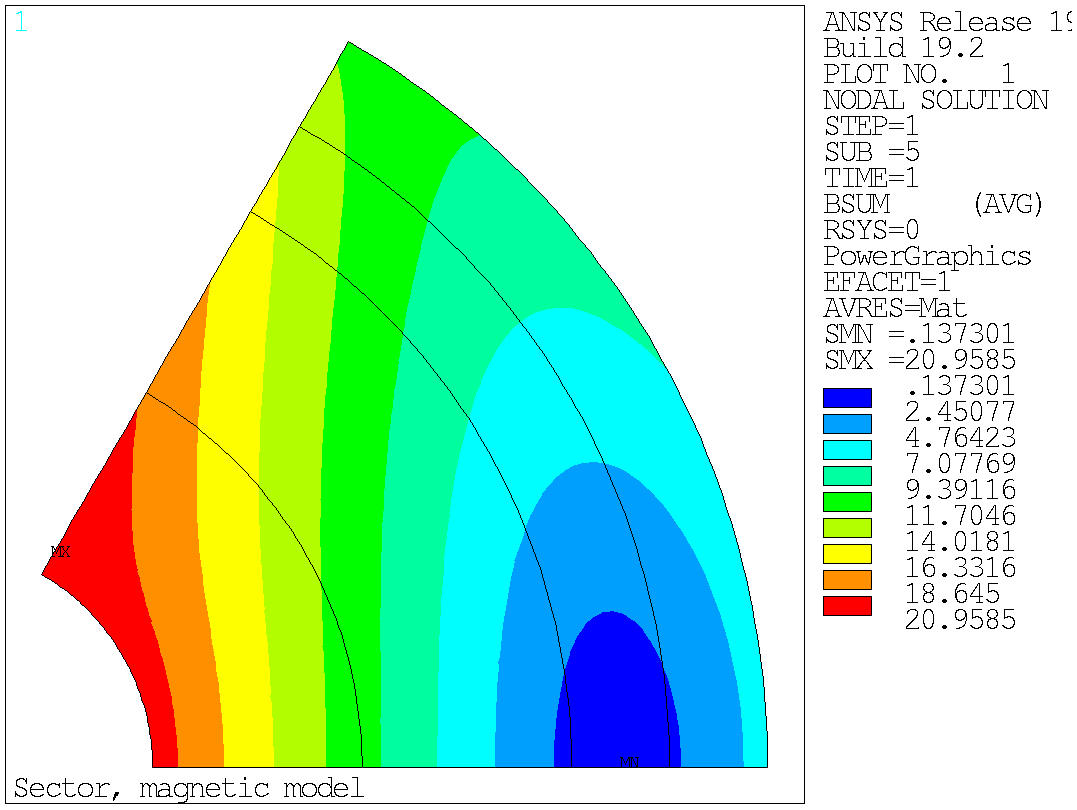 1
ANSYS Release 19
Build 19.2
PLOT NO. 1
NODAL SOLUTION
STEP=1
SUB =5
TIME=1
BSUM (AVG)
RSYS=0
PowerGraphics
EFACET=1
AVRES=Mat
SMN =.137301
SMX =20.9585
.137301
2.45077
4.76423
7.07769
9.39116
11.7046
14.0181
16.3316
18.645
20.9585
MX
MN
Sector, magnetic model